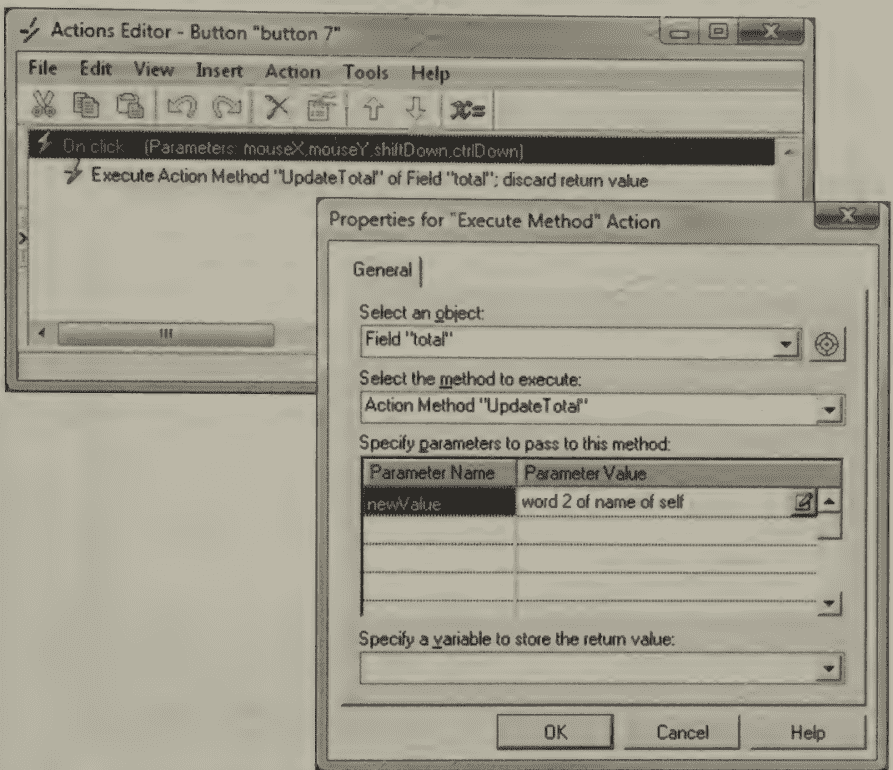 Actions Editor - Button "button 7"
File Edit View Insert Action Tools Help
On click (Parameters: mouseX,mouseY,shiftDown,ctrlDown)
Execute Action Method "UpdateTotal" of Field "total"; discard return value
Properties for "Execute Method" Action
General
Select an object:
Field "total"
Select the method to execute:
Action Method "UpdateTotal"
Specify parameters to pass to this method:
Parameter Name Parameter Value
newValue word 2 of name of self
Specify a variable to store the return value:
OK Cancel Help